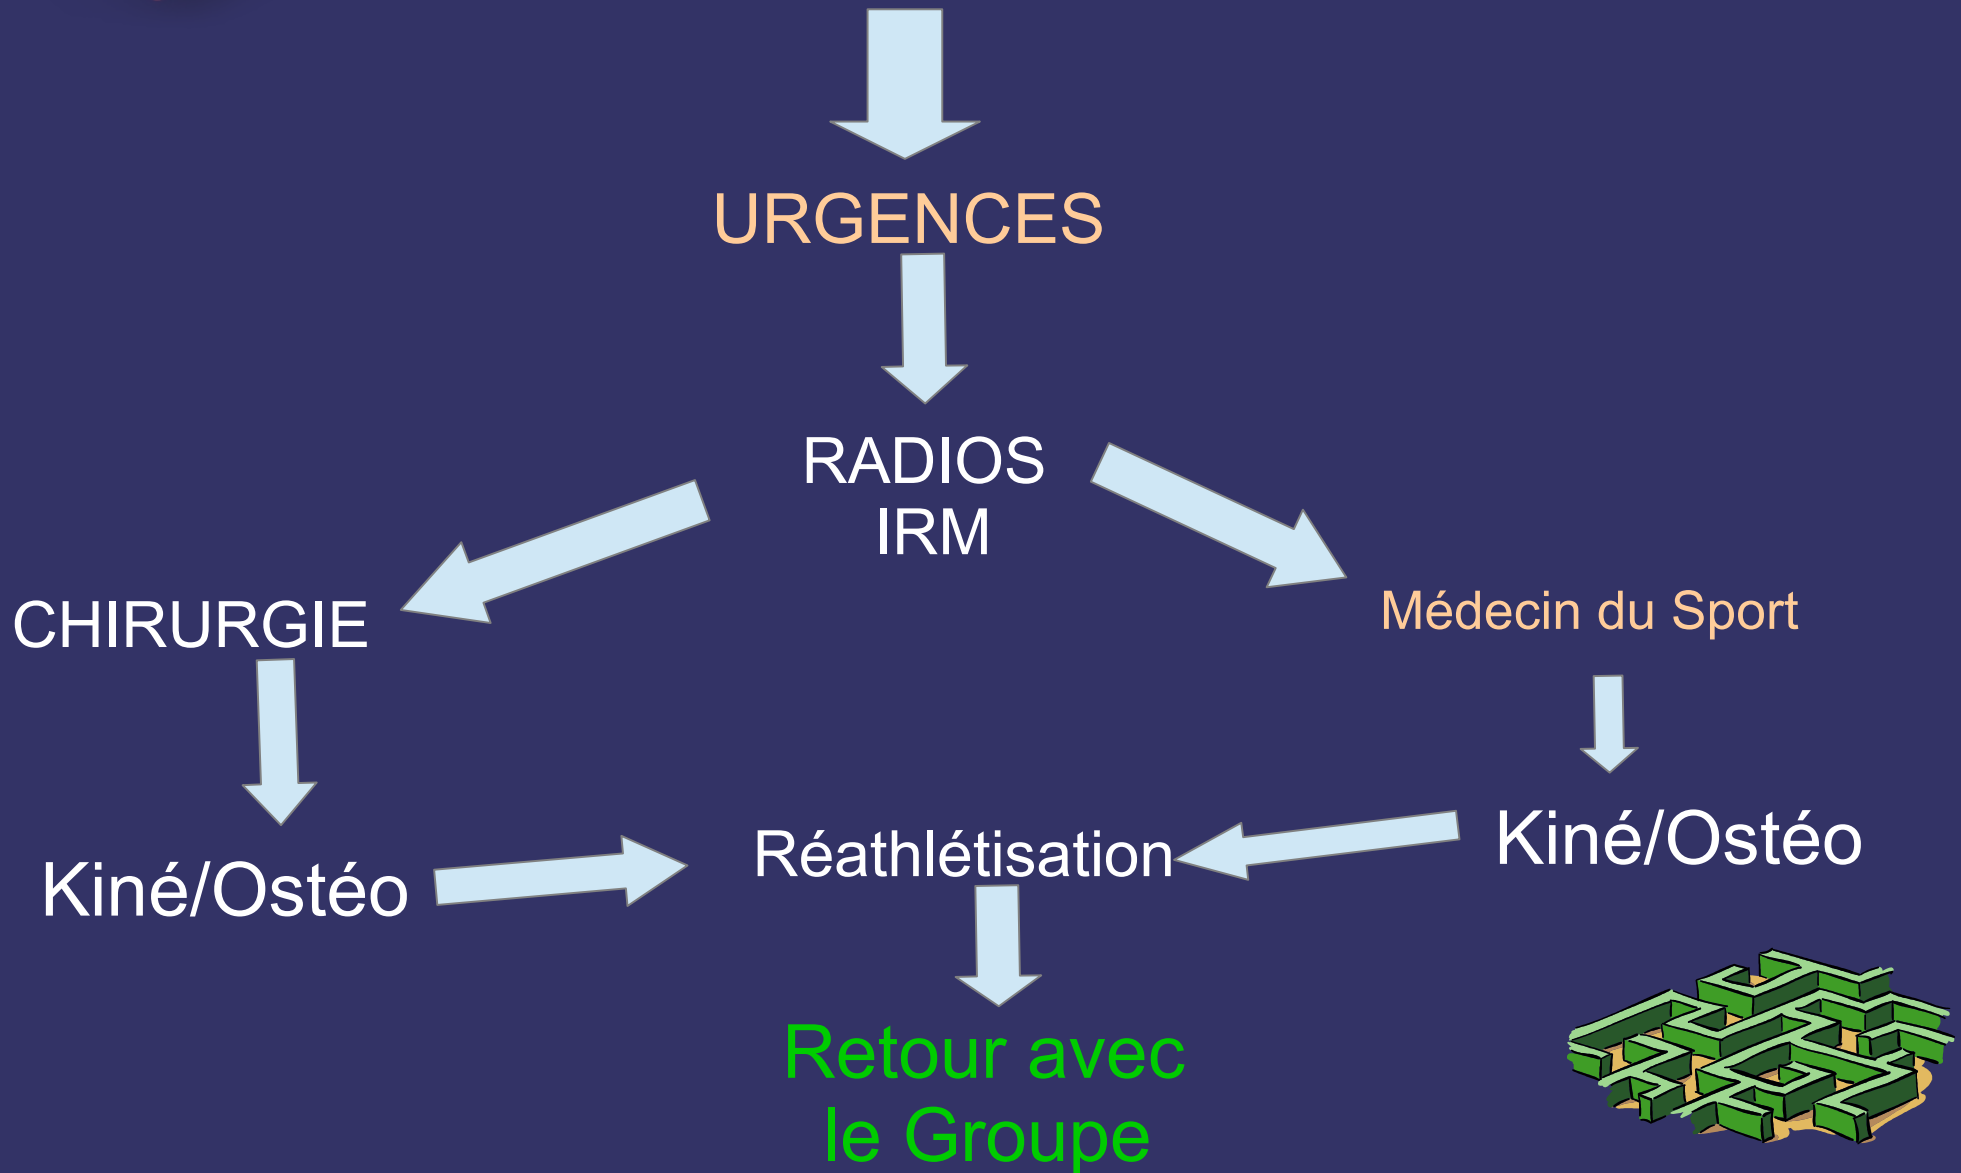 URGENCES
RADIOS
IRM
CHIRURGIE
Médecin du Sport
Kiné/Ostéo
Réathlétisation
Kiné/Ostéo
Retour avec
le Groupe